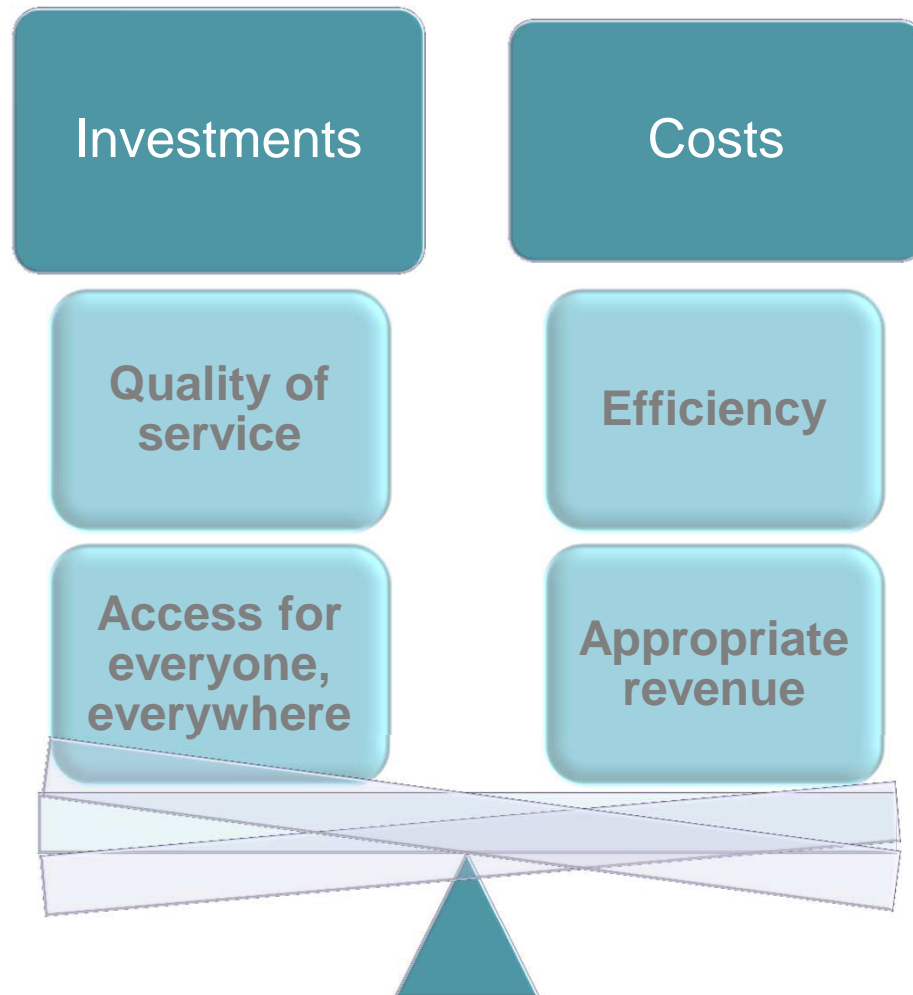 Investments
Costs
Quality of
service
Efficiency
Access for
everyone,
everywhere
Appropriate
revenue